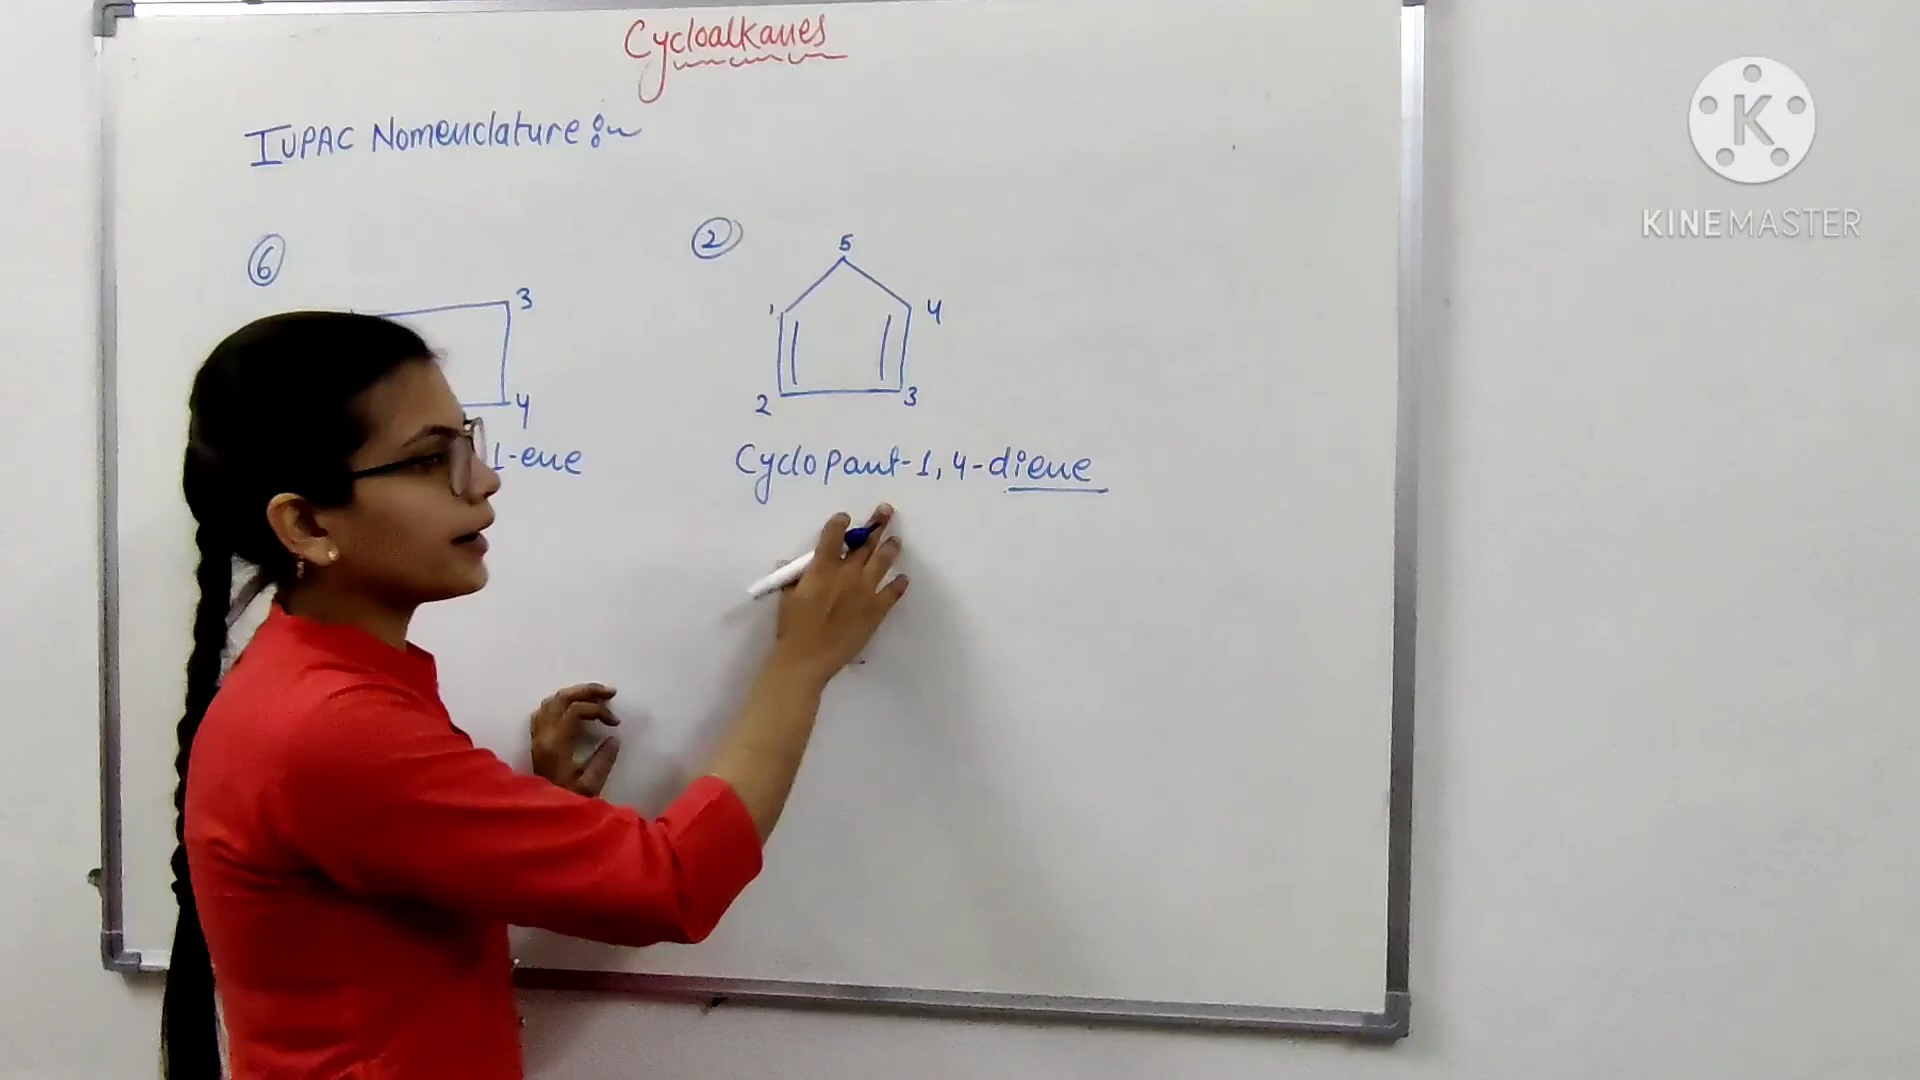 Cycloalkanes
IUPAC Nomenclature :~
6
3
4
1-ene
2
5
1
4
2
3
Cyclopant-1, 4-diene
K
KINEMASTER